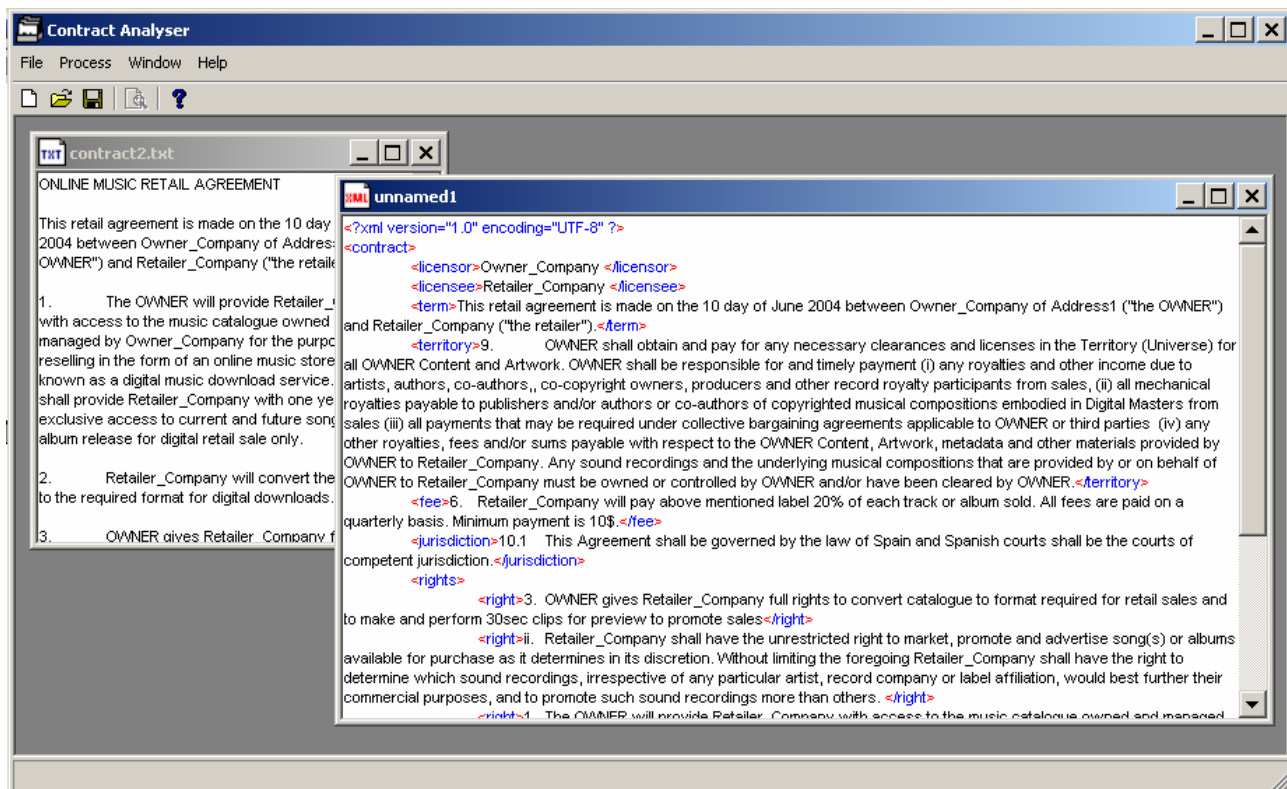 Contract Analyser
File Process Window Help
TXT contract2.txt
ONLINE MUSIC RETAIL AGREEMENT
This retail agreement is made on the 10 day
2004 between Owner_Company of Address
OWNER") and Retailer_Company ("the retaile
1. The OWNER will provide Retailer_
with access to the music catalogue owned
managed by Owner_Company for the purpo
reselling in the form of an online music store
known as a digital music download service.
shall provide Retailer_Company with one ye
exclusive access to current and future song
album release for digital retail sale only.
2. Retailer_Company will convert the
to the required format for digital downloads.
3. OWNER gives Retailer_Company f
XML unnamed1
<?xml version="1.0" encoding="UTF-8" ?>
<contract>
<licensor>Owner_Company </licensor>
<licensee>Retailer_Company </licensee>
<term>This retail agreement is made on the 10 day of June 2004 between Owner_Company of Address1 ("the OWNER")
and Retailer_Company ("the retailer").</term>
<territory>9. OWNER shall obtain and pay for any necessary clearances and licenses in the Territory (Universe) for
all OWNER Content and Artwork. OWNER shall be responsible for and timely payment (i) any royalties and other income due to
artists, authors, co-authors,, co-copyright owners, producers and other record royalty participants from sales, (ii) all mechanical
royalties payable to publishers and/or authors or co-authors of copyrighted musical compositions embodied in Digital Masters from
sales (iii) all payments that may be required under collective bargaining agreements applicable to OWNER or third parties (iv) any
other royalties, fees and/or sums payable with respect to the OWNER Content, Artwork, metadata and other materials provided by
OWNER to Retailer_Company. Any sound recordings and the underlying musical compositions that are provided by or on behalf of
OWNER to Retailer_Company must be owned or controlled by OWNER and/or have been cleared by OWNER.</territory>
<fee>6. Retailer_Company will pay above mentioned label 20% of each track or album sold. All fees are paid on a
quarterly basis. Minimum payment is 10$.</fee>
<jurisdiction>10.1 This Agreement shall be governed by the law of Spain and Spanish courts shall be the courts of
competent jurisdiction.</jurisdiction>
<rights>
<right>3. OWNER gives Retailer_Company full rights to convert catalogue to format required for retail sales and
to make and perform 30sec clips for preview to promote sales</right>
<right>ii. Retailer_Company shall have the unrestricted right to market, promote and advertise song(s) or albums
available for purchase as it determines in its discretion. Without limiting the foregoing Retailer_Company shall have the right to
determine which sound recordings, irrespective of any particular artist, record company or label affiliation, would best further their
commercial purposes, and to promote such sound recordings more than others. </right>
<right>1. The OWNER will provide Retailer_Company with access to the music catalogue owned and managed